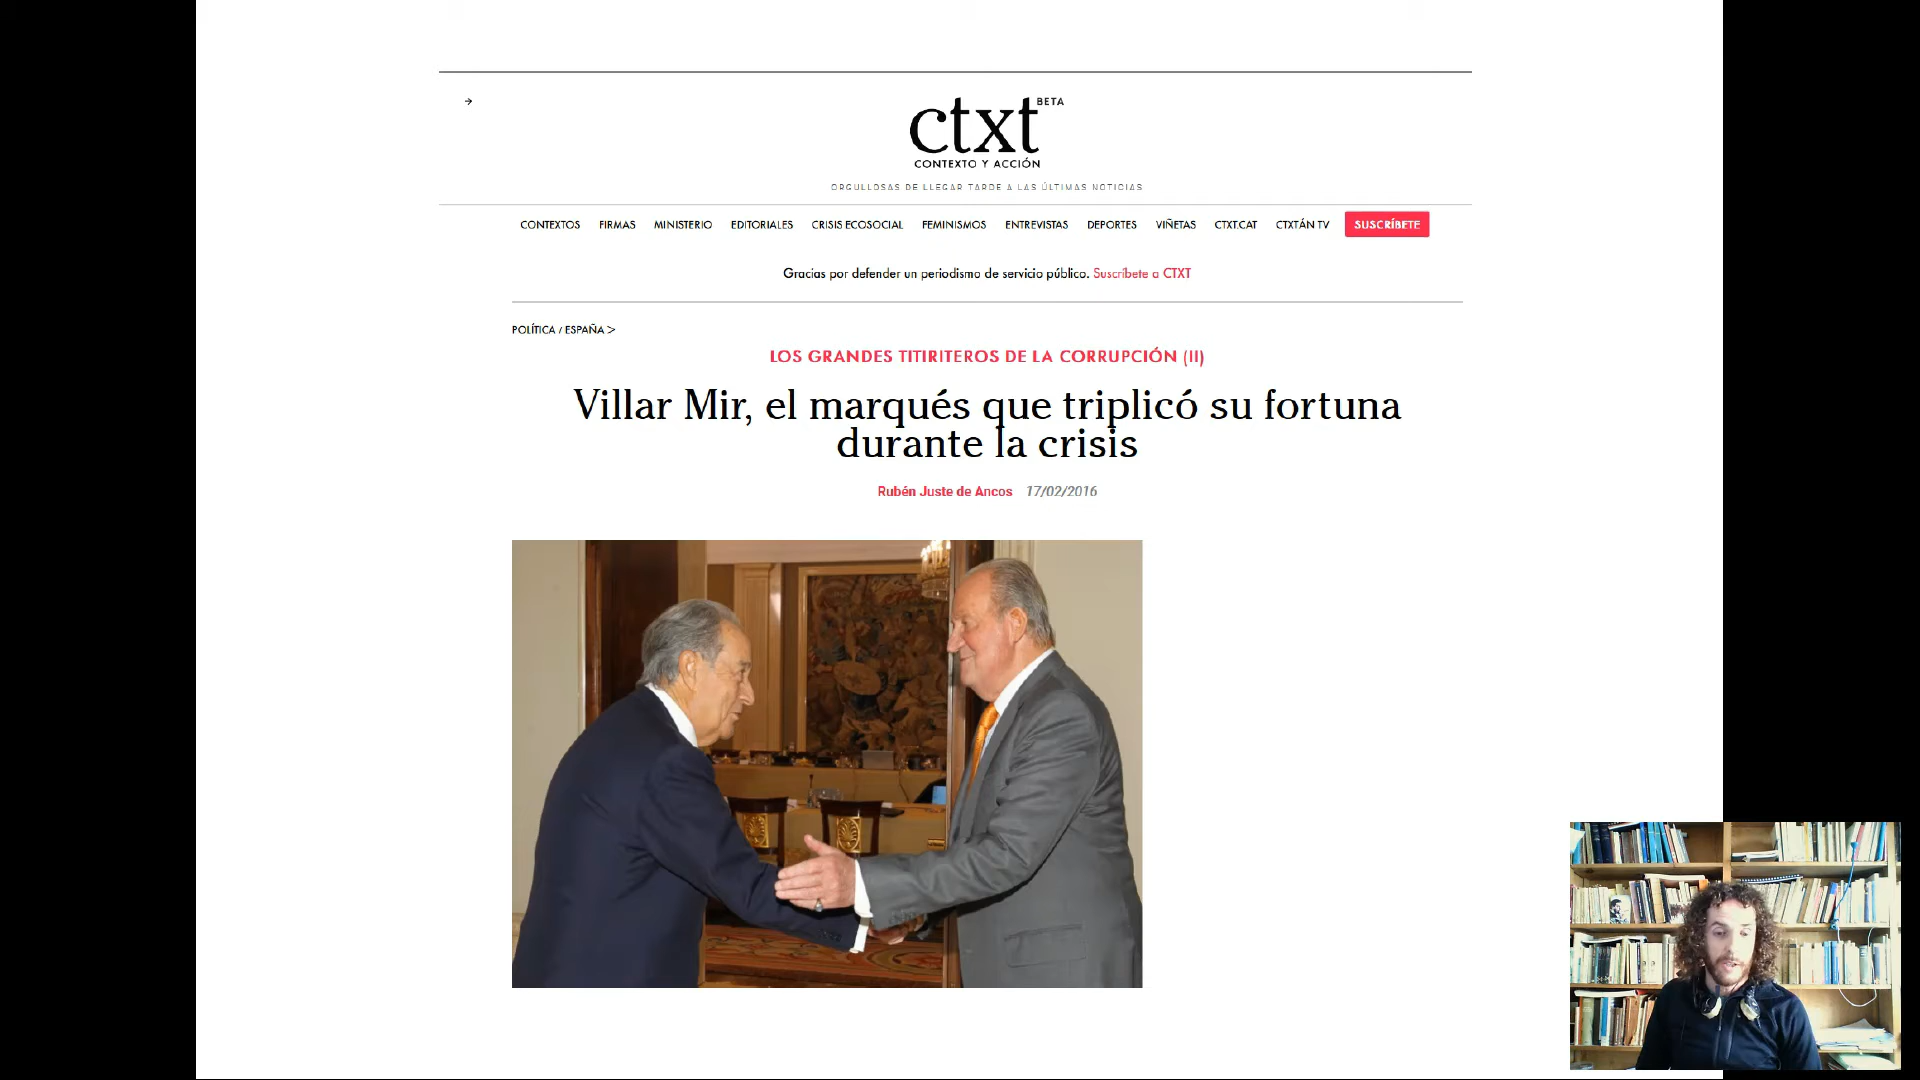 →
ctxt BETA
CONTEXTO Y ACCIÓN
ORGULLOSAS DE LLEGAR TARDE A LAS ÚLTIMAS NOTICIAS
CONTEXTOS FIRMAS MINISTERIO EDITORIALES CRISIS ECOSOCIAL FEMINISMOS ENTREVISTAS DEPORTES VIÑETAS CTXT.CAT CTXTÁN TV SUSCRÍBETE
Gracias por defender un periodismo de servicio público. Suscríbete a CTXT
POLÍTICA / ESPAÑA >
LOS GRANDES TITIRITEROS DE LA CORRUPCIÓN (II)
Villar Mir, el marqués que triplicó su fortuna
durante la crisis
Rubén Juste de Ancos 17/02/2016